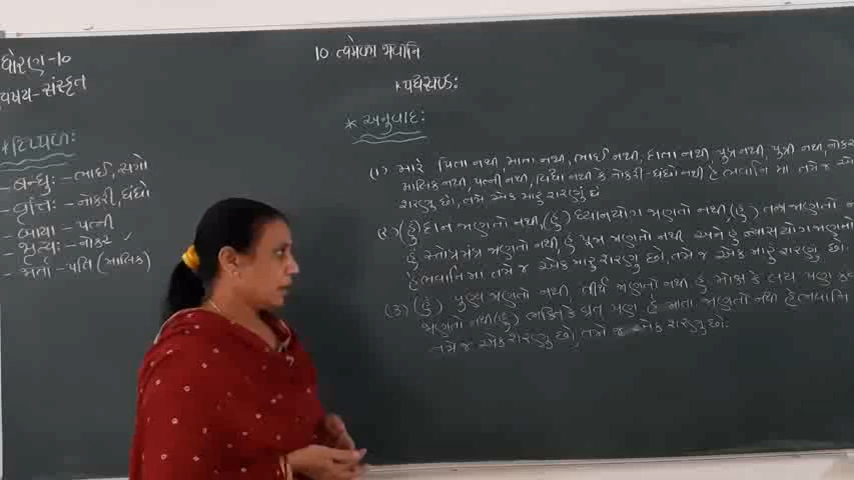 ધોરણ-૧૦
વિષય-સંસ્કૃત
* ટિપ્પણ:
- બન્ધુ: - ભાઈ, સગો
- વૃત્તિ: - નોકરી, ધંધો
- જાયા - પત્ની
- ભૃત્ય: - નોકર
- ભર્તા - પતિ (માલિક)
10 ત્વમેકા ભવાનિ
* અનુવાદ:
(૧) મારે પિતા નથી, માતા નથી, ભાઈ નથી, દાતા નથી, પુત્ર નથી, પુત્રી નથી, નોકર
માલિક નથી, પત્ની નથી, વિદ્યા નથી કે નોકરી-ધંધો નથી હે ભવાનિ મા તમે જ એક
શરણું છો, તમે એક મારું શરણું છો
(૨) (હું) દાન જાણતો નથી, (હું) ધ્યાનયોગ જાણતો નથી (હું) તન્ત્ર જાણતો ન
હું સ્તોત્રમંત્ર જાણતો નથી હું પૂજા જાણતો નથી અને હું ન્યાસયોગ જાણતો
હે ભવાનિ મા તમે જ એક મારું શરણું છો, તમે જ એક મારું શરણું છો.
(૩) (હું) પુણ્ય જાણતો નથી તીર્થ જાણતો નથી હું મોક્ષ કે લય પણ
જાણતો નથી (હું) ભક્તિ કે વ્રત પણ હે માતા જાણતો નથી હે ભવાનિ
તમે જ એક શરણું છો, તમે જ એક શરણું છો.